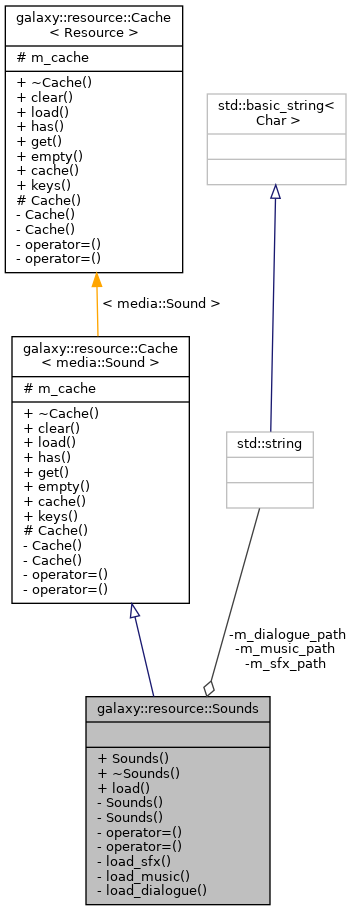 galaxy::resource::Cache
< Resource >
# m_cache
+ ~Cache()
+ clear()
+ load()
+ has()
+ get()
+ empty()
+ cache()
+ keys()
# Cache()
- Cache()
- Cache()
- operator=()
- operator=()
std::basic_string<
Char >
< media::Sound >
galaxy::resource::Cache
< media::Sound >
# m_cache
+ ~Cache()
+ clear()
+ load()
+ has()
+ get()
+ empty()
+ cache()
+ keys()
# Cache()
- Cache()
- Cache()
- operator=()
- operator=()
std::string
-m_dialogue_path
-m_music_path
-m_sfx_path
galaxy::resource::Sounds
+ Sounds()
+ ~Sounds()
+ load()
- Sounds()
- Sounds()
- operator=()
- operator=()
- load_sfx()
- load_music()
- load_dialogue()